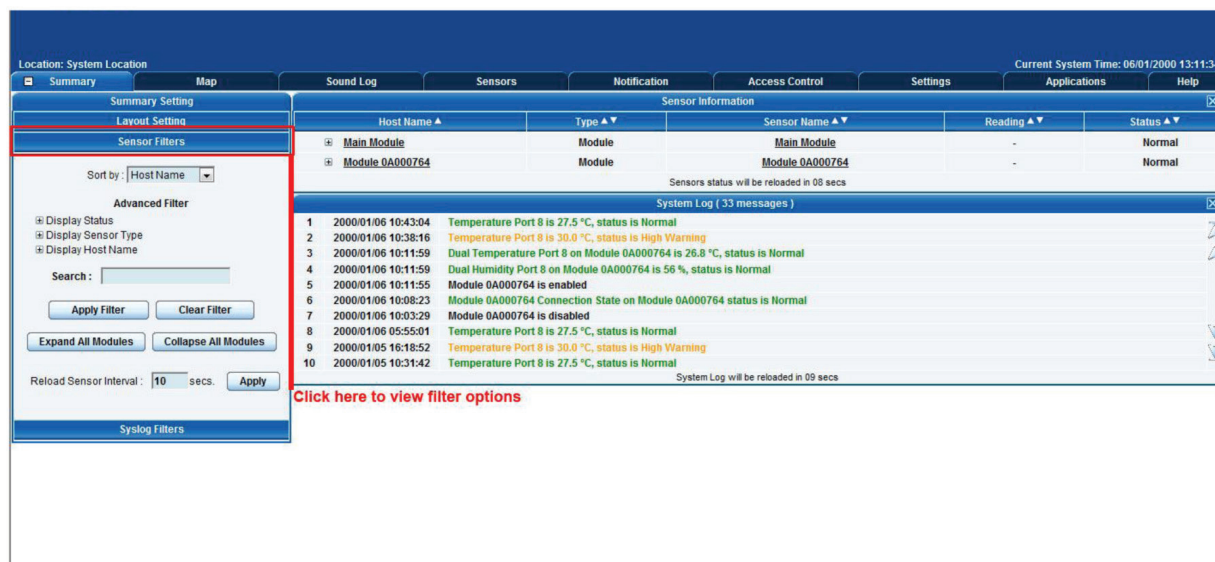 Location: System Location
Current System Time: 06/01/2000 13:11:34
Summary Map Sound Log Sensors Notification Access Control Settings Applications Help
Summary Setting
Layout Setting
Sensor Filters
Sort by : Host Name
Advanced Filter
Display Status
Display Sensor Type
Display Host Name
Search :
Apply Filter Clear Filter
Expand All Modules Collapse All Modules
Reload Sensor Interval : 10 secs. Apply
Syslog Filters
Sensor Information
Host Name ▲ Type ▲▼ Sensor Name ▲▼ Reading ▲▼ Status ▲▼
Main Module Module Main Module - Normal
Module 0A000764 Module Module 0A000764 - Normal
Sensors status will be reloaded in 08 secs
System Log ( 33 messages )
1 2000/01/06 10:43:04 Temperature Port 8 is 27.5 °C, status is Normal
2 2000/01/06 10:38:16 Temperature Port 8 is 30.0 °C, status is High Warning
3 2000/01/06 10:11:59 Dual Temperature Port 8 on Module 0A000764 is 26.8 °C, status is Normal
4 2000/01/06 10:11:59 Dual Humidity Port 8 on Module 0A000764 is 56 %, status is Normal
5 2000/01/06 10:11:55 Module 0A000764 is enabled
6 2000/01/06 10:08:23 Module 0A000764 Connection State on Module 0A000764 status is Normal
7 2000/01/06 10:03:29 Module 0A000764 is disabled
8 2000/01/06 05:55:01 Temperature Port 8 is 27.5 °C, status is Normal
9 2000/01/05 16:18:52 Temperature Port 8 is 30.0 °C, status is High Warning
10 2000/01/05 10:31:42 Temperature Port 8 is 27.5 °C, status is Normal
System Log will be reloaded in 09 secs
Click here to view filter options